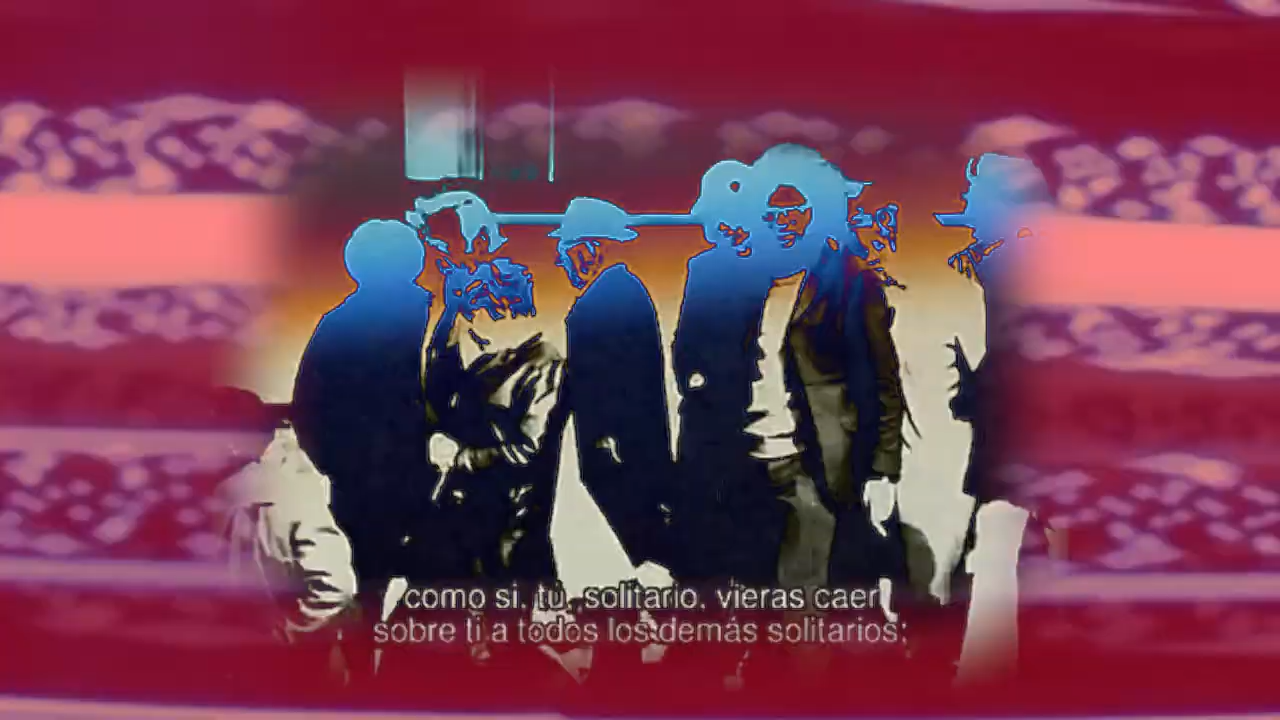 como si, tú, solitario, vieras caer
sobre ti a todos los demás solitarios;